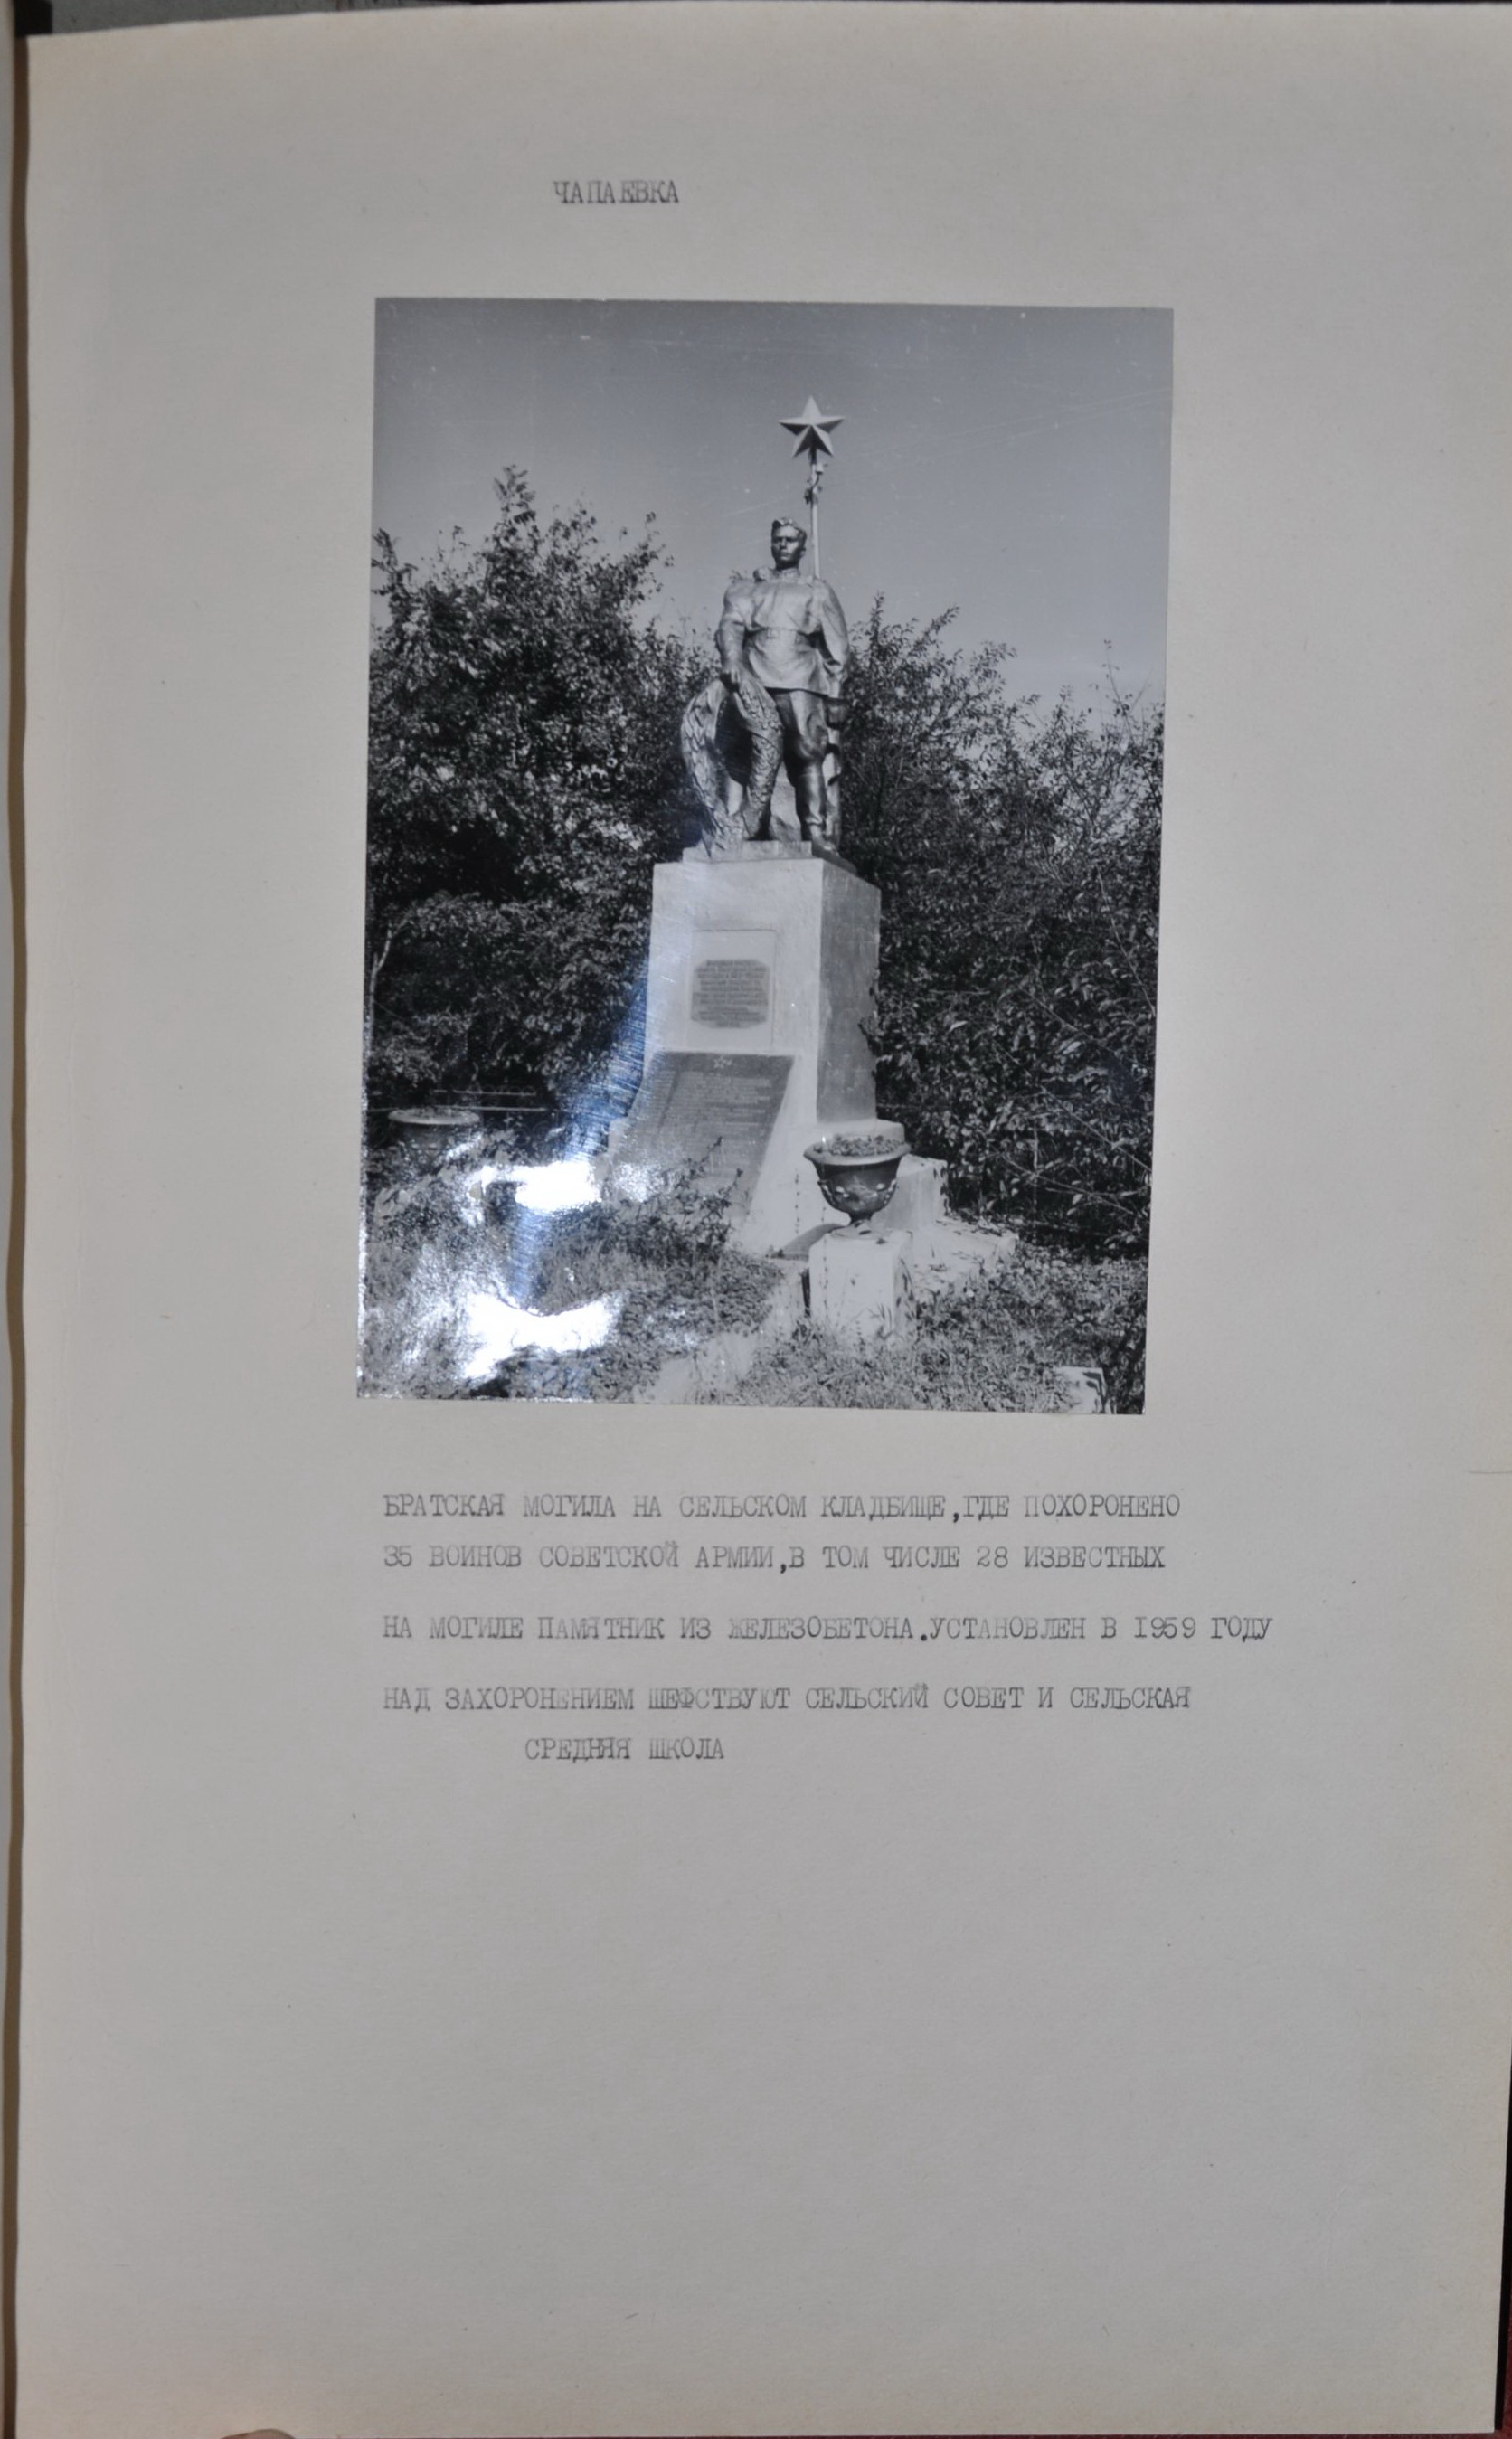 ЧАПАЕВКА
БРАТСКАЯ МОГИЛА НА СЕЛЬСКОМ КЛАДБИЩЕ,ГДЕ ПОХОРОНЕНО
35 ВОИНОВ СОВЕТСКОЙ АРМИИ,В ТОМ ЧИСЛЕ 28 ИЗВЕСТНЫХ
НА МОГИЛЕ ПАМЯТНИК ИЗ ЖЕЛЕЗОБЕТОНА.УСТАНОВЛЕН В 1959 ГОДУ
НАД ЗАХОРОНЕНИЕМ ШЕФСТВУЮТ СЕЛЬСКИЙ СОВЕТ И СЕЛЬСКАЯ
СРЕДНЯЯ ШКОЛА